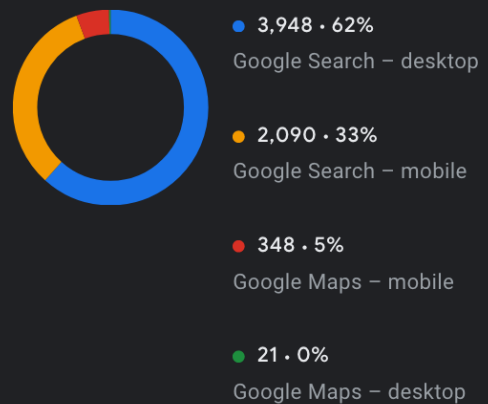 3,948 · 62%
Google Search – desktop
2,090 · 33%
Google Search – mobile
348 · 5%
Google Maps – mobile
21 · 0%
Google Maps – desktop